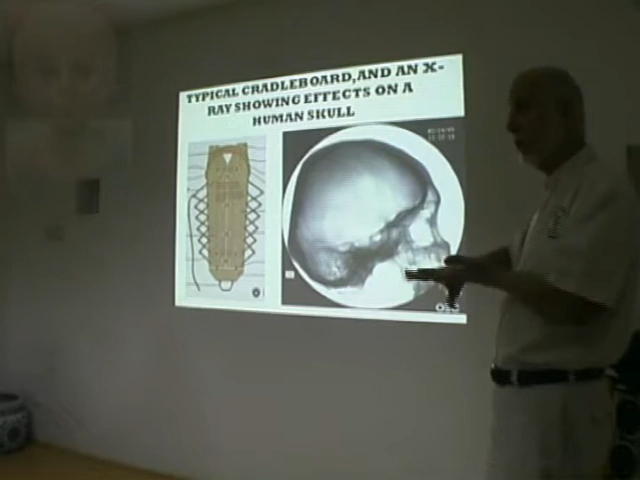 TYPICAL CRADLEBOARD, AND AN X-
RAY SHOWING EFFECTS ON A
HUMAN SKULL